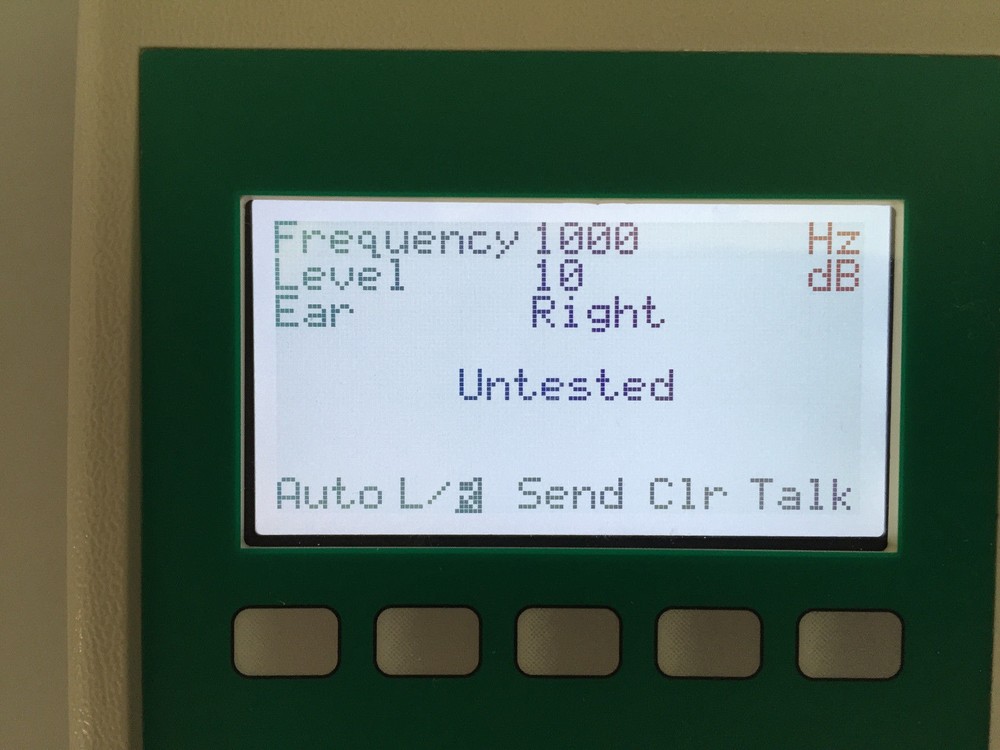 Frequency 1000 Hz
Level 10 dB
Ear Right
Untested
Auto L/R Send Clr Talk